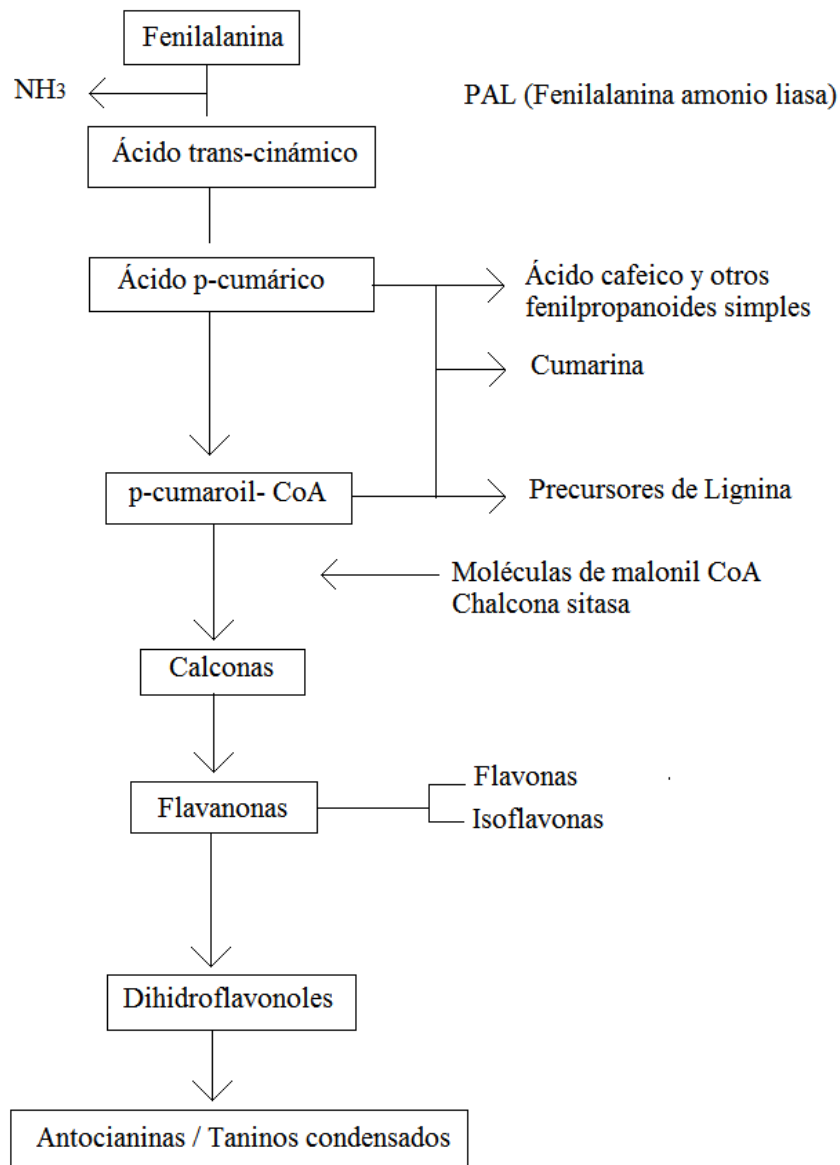 Fenilalanina
NH3
PAL (Fenilalanina amonio liasa)
Ácido trans-cinámico
Ácido p-cumárico
Ácido cafeico y otros
fenilpropanoides simples
Cumarina
p-cumaroil- CoA
Precursores de Lignina
Moléculas de malonil CoA
Chalcona sitasa
Calconas
Flavanonas
Flavonas
Isoflavonas
Dihidroflavonoles
Antocianinas / Taninos condensados